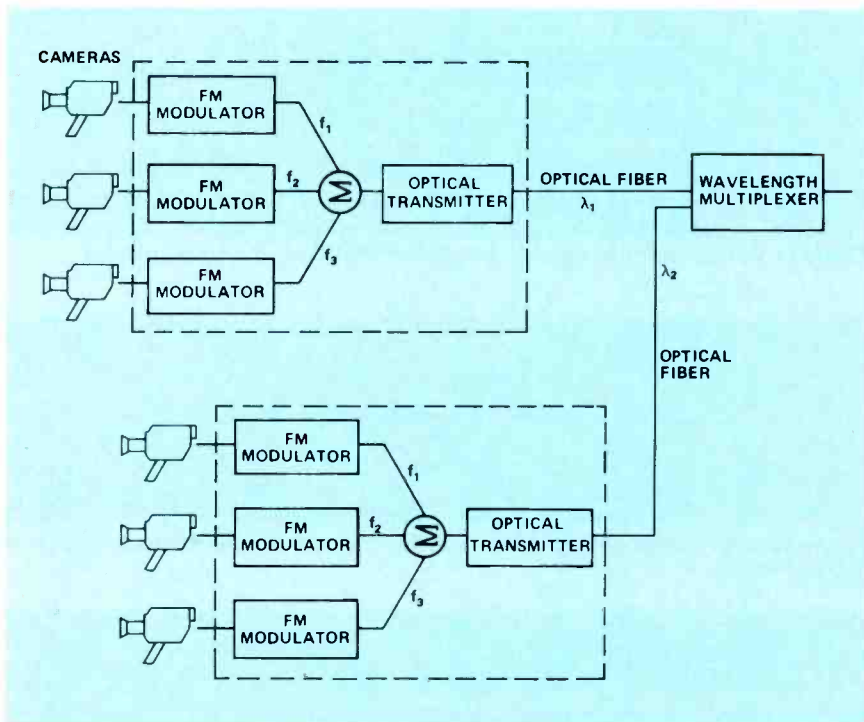 CAMERAS
FM
MODULATOR
f₁
FM
MODULATOR
f₂
M
OPTICAL
TRANSMITTER
FM
MODULATOR
f₃
OPTICAL FIBER
λ₁
WAVELENGTH
MULTIPLEXER
λ₂
OPTICAL
FIBER
FM
MODULATOR
f₁
FM
MODULATOR
f₂
M
OPTICAL
TRANSMITTER
FM
MODULATOR
f₃